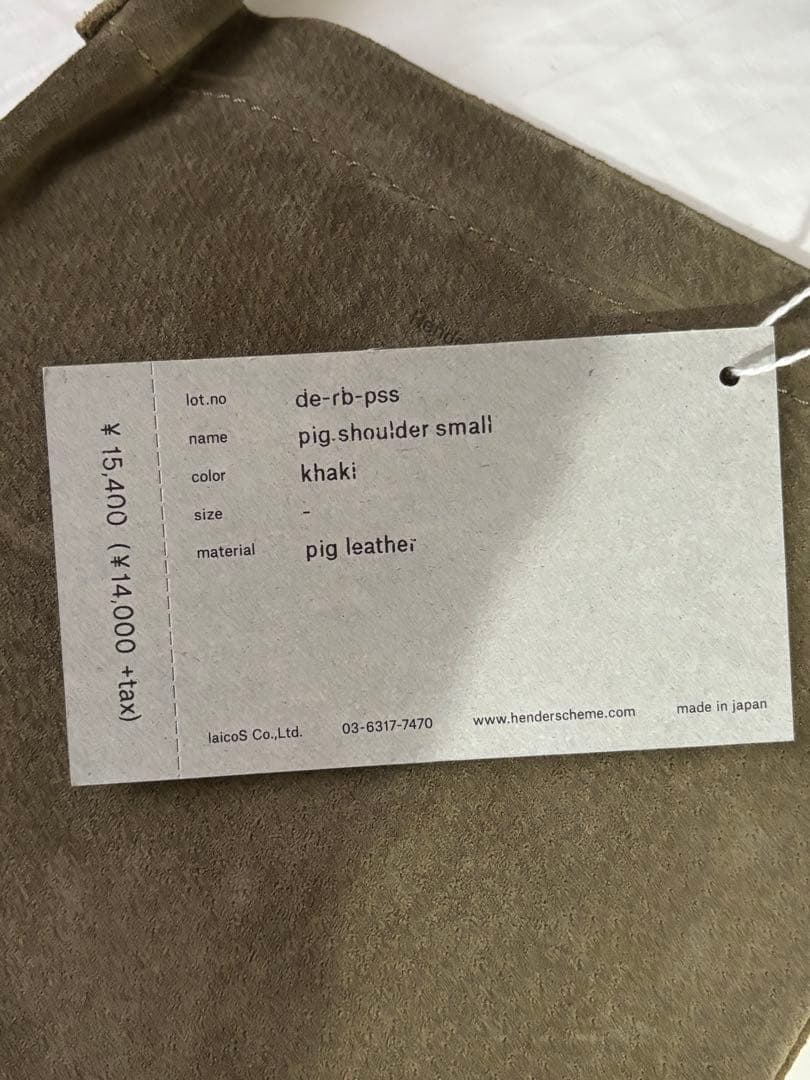 Hende
lot.no de-rb-pss
name pig shoulder small
color khaki
size -
material pig leather
¥ 15,400 (¥14,000 +tax)
laicoS Co.,Ltd. 03-6317-7470 www.henderscheme.com made in japan